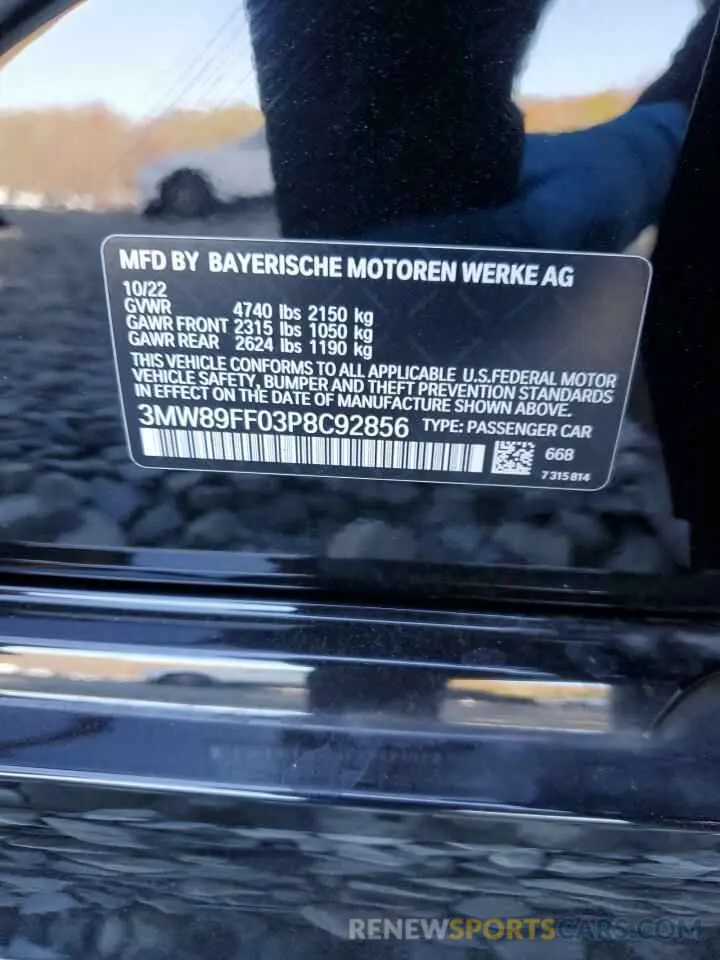 MFD BY BAYERISCHE MOTOREN WERKE AG
10/22
GVWR 4740 lbs 2150 kg
GAWR FRONT 2315 lbs 1050 kg
GAWR REAR 2624 lbs 1190 kg
THIS VEHICLE CONFORMS TO ALL APPLICABLE U.S.FEDERAL MOTOR
VEHICLE SAFETY, BUMPER AND THEFT PREVENTION STANDARDS
IN EFFECT ON THE DATE OF MANUFACTURE SHOWN ABOVE.
3MW89FF03P8C92856 TYPE: PASSENGER CAR
668
7315814
RENEWSPORTSCARS.COM